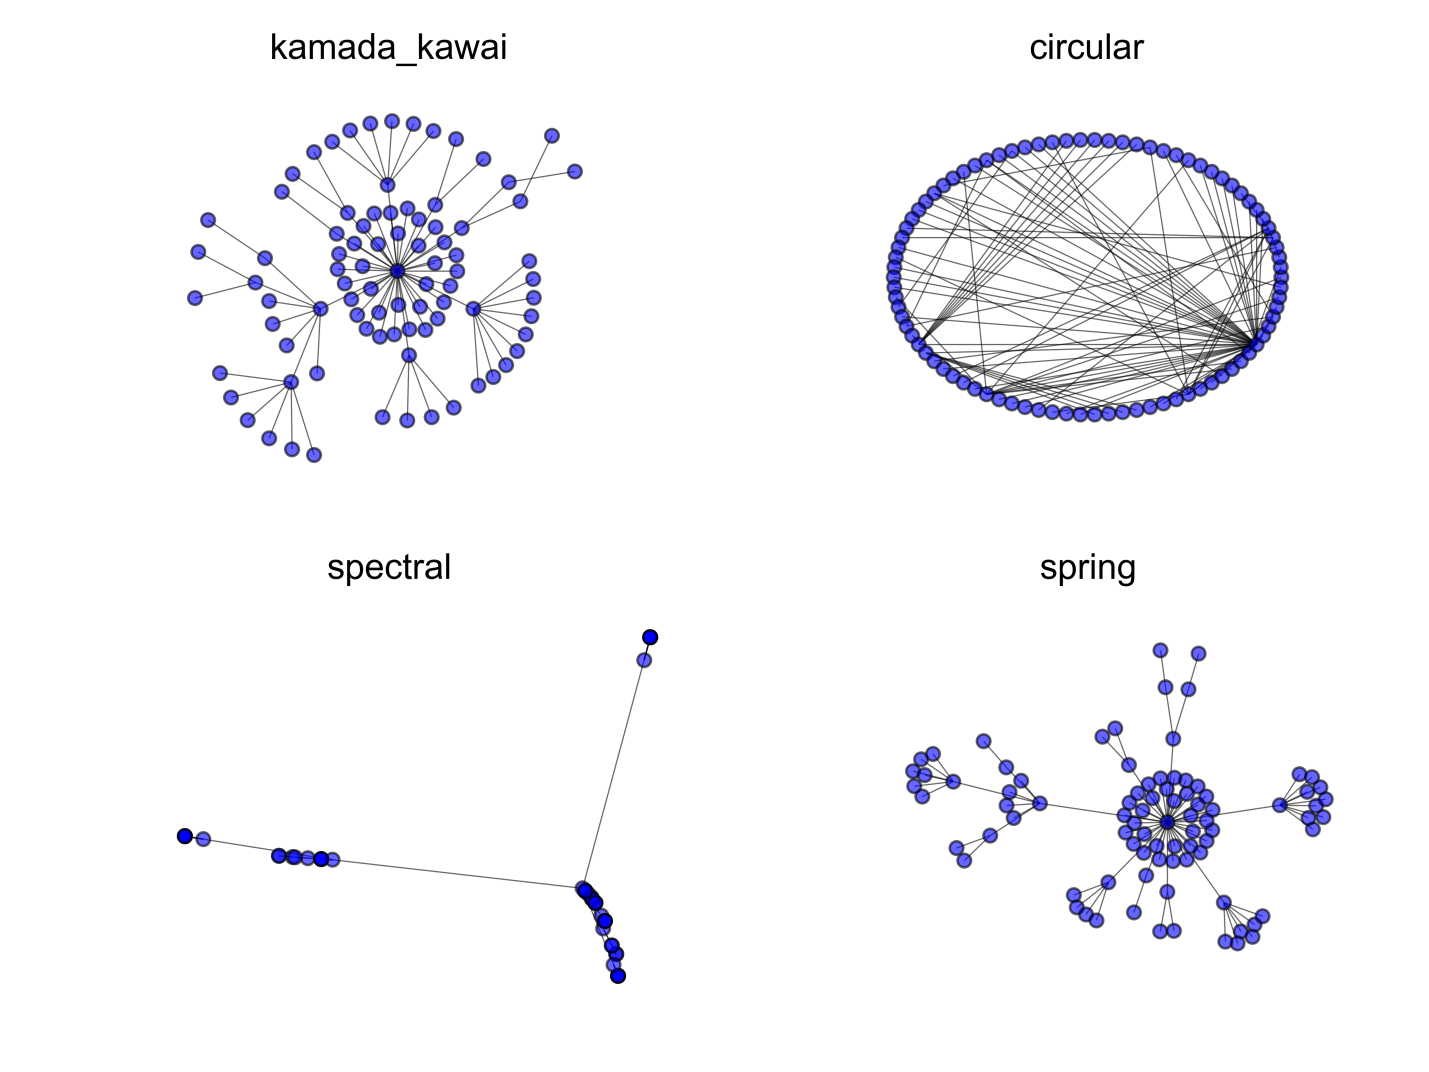 kamada_kawai
circular
spectral
spring